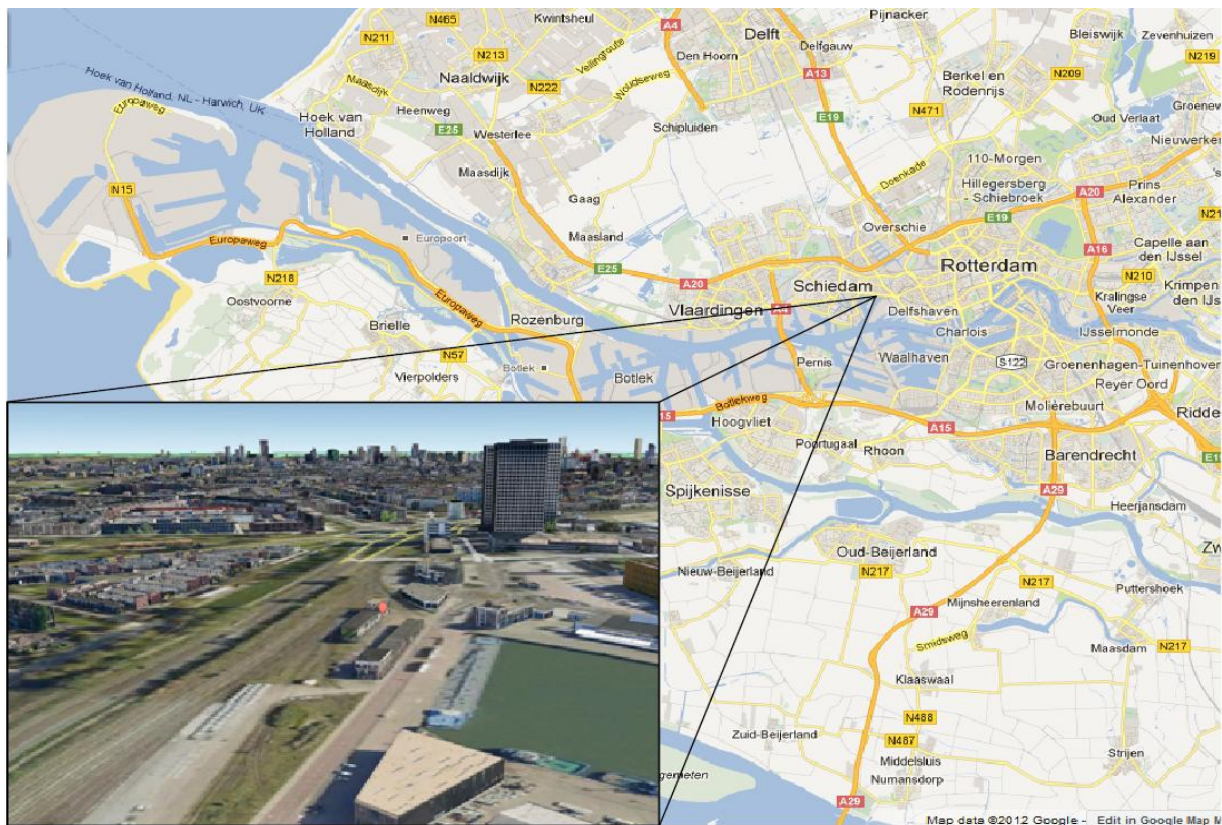 N465
Kwintsheul
A4
Delft
Pijnacker
Bleiswijk
Zevenhuizen
N211
N213
Den Hoorn
Delfgauw
N219
Veilingroute
A13
Berkel en
Rodenrijs
N209
Naaldwijk
N222
Woudseweg
Hoek van Holland, NL - Harwich, UK
Maasdijk
Europaweg
Hoek van
Holland
Heenweg
E25
Westerlee
Schipluiden
E19
N471
Oud Verlaat
Nieuwerker
Maasdijk
Doenkade
110-Morgen
Hillegersberg
- Schiebroek
A20
Prins
Alexander
N15
Gaag
Overschie
E19
Maasland
A16
Capelle aan
den IJssel
Europaweg
Europoort
E25
A20
Rotterdam
N210
N218
Schiedam
Krimpen
Oostvoorne
Europaweg
Rozenburg
Vlaardingen
A4
Delfshaven
Kralingse
Veer
Brielle
Charlois
IJsselmonde
N57
Botlek
Pernis
Waalhaven
S122
Groenenhagen-Tuinenhoven
Vierpolders
Botlek
Reyer Oord
Botlekweg
Molièrebuurt
Hoogvliet
A15
Poortugaal
Rhoon
Barendrecht
Spijkenisse
A29
Heerjansdam
Oud-Beijerland
Nieuw-Beijerland
N217
N217
Puttershoek
Mijnsheerenland
A29
Smidsweg
Maasdam
N217
Klaaswaal
N488
Zuid-Beijerland
N487
Middelsluis
Strijen
Numansdorp
A29
Map data ©2012 Google - Edit in Google Map M